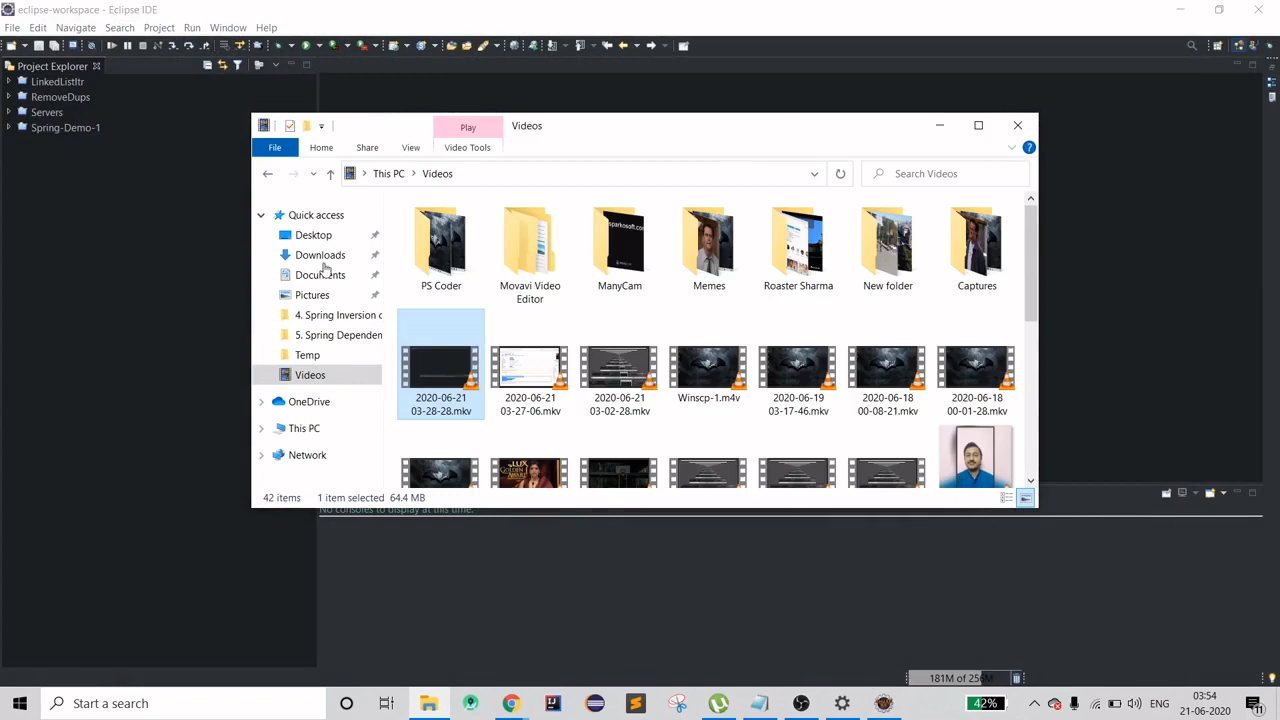 eclipse-workspace - Eclipse IDE
File Edit Navigate Search Project Run Window Help
Project Explorer
LinkedListItr
RemoveDups
Servers
Spring-Demo-1
Play
Videos
File
Home
Share
View
Video Tools
This PC
Videos
Search Videos
Quick access
Desktop
Downloads
Documents
Pictures
4. Spring Inversion o
5. Spring Dependen
Temp
Videos
OneDrive
This PC
Network
PS Coder
Movavi Video
Editor
ManyCam
Memes
Roaster Sharma
New folder
Captures
sparkosoft.com
2020-06-21
03-28-28.mkv
2020-06-21
03-27-06.mkv
2020-06-21
03-02-28.mkv
Winscp-1.m4v
2020-06-19
03-17-46.mkv
2020-06-18
00-08-21.mkv
2020-06-18
00-01-28.mkv
LUX
GOLDEN
42 items
1 item selected 64.4 MB
No consoles to display at this time.
181M of 256M
Start a search
42%
ENG
03:54
21-06-2020
11